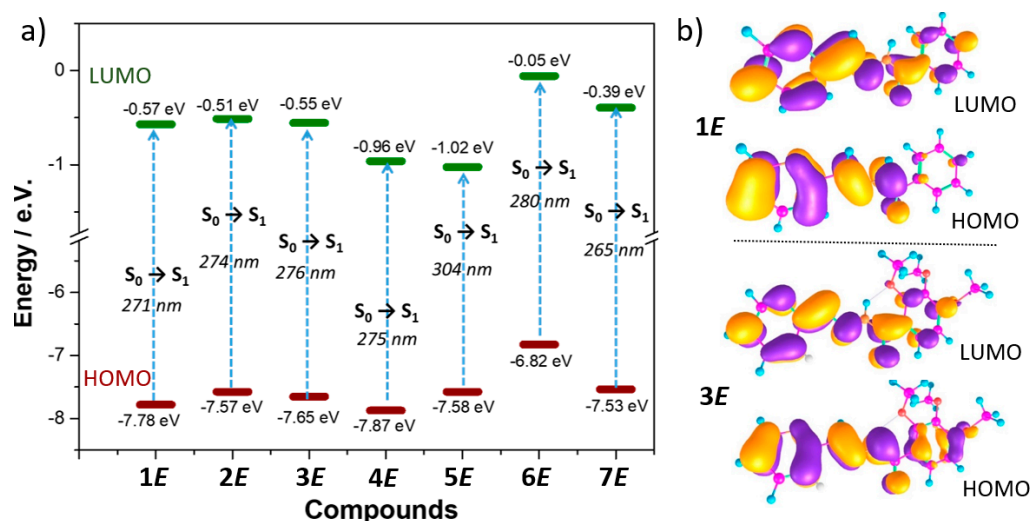 a)
Energy / e.V.
0
-1
-6
-7
-8
LUMO
HOMO
-0.57 eV
-0.51 eV
-0.55 eV
-0.96 eV
-1.02 eV
-0.05 eV
-0.39 eV
S₀ → S₁
271 nm
S₀ → S₁
274 nm
S₀ → S₁
276 nm
S₀ → S₁
275 nm
S₀ → S₁
304 nm
S₀ → S₁
280 nm
S₀ → S₁
265 nm
-7.78 eV
-7.57 eV
-7.65 eV
-7.87 eV
-7.58 eV
-6.82 eV
-7.53 eV
1E 2E 3E 4E 5E 6E 7E
Compounds
b)
LUMO
1E
HOMO
LUMO
3E
HOMO